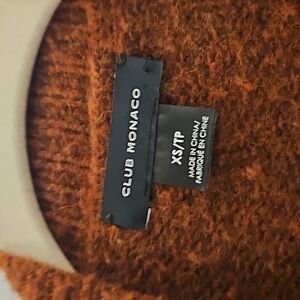 CLUB MONACO
XS/TP
MADE IN CHINA/
FABRIQUÉ EN CHINE